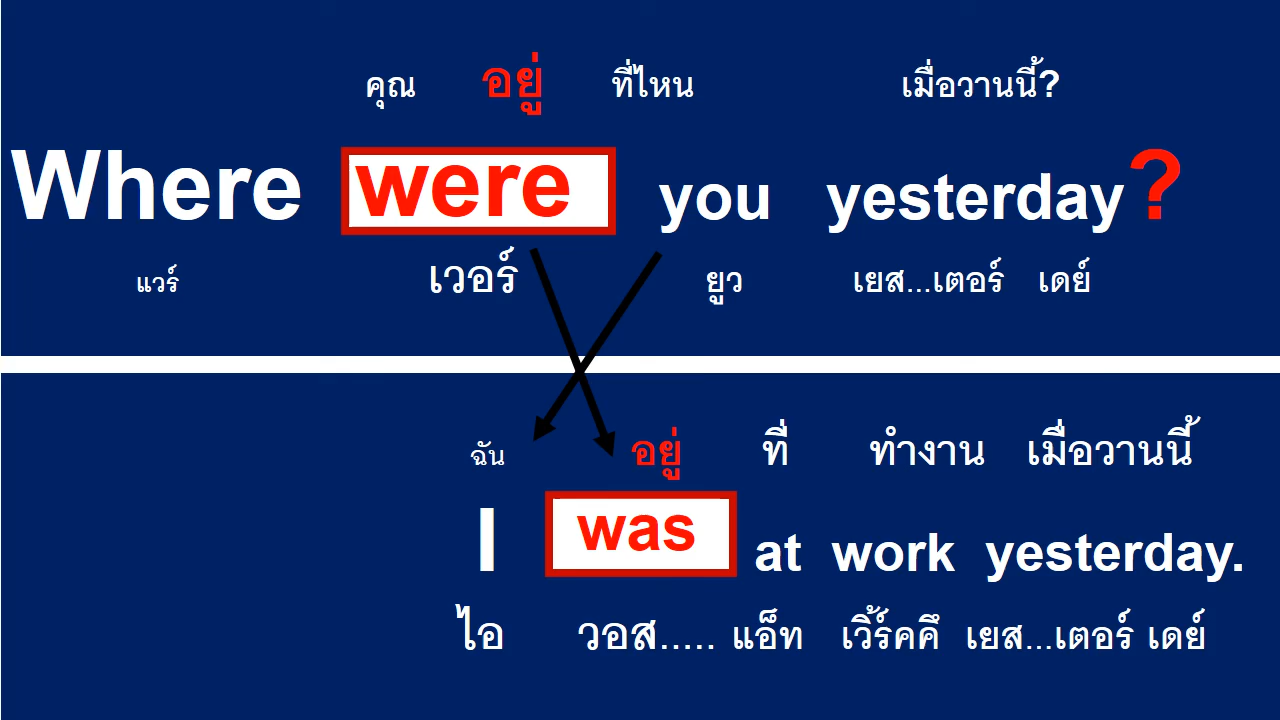 คุณ อยู่ ที่ไหน เมื่อวานนี้?
Where were you yesterday?
แวร์ เวอร์ ยูว เยส...เตอร์ เดย์
ฉัน อยู่ ที่ ทำงาน เมื่อวานนี้
I was at work yesterday.
ไอ วอส..... แอ็ท เวิ้ร์คคึ เยส...เตอร์ เดย์